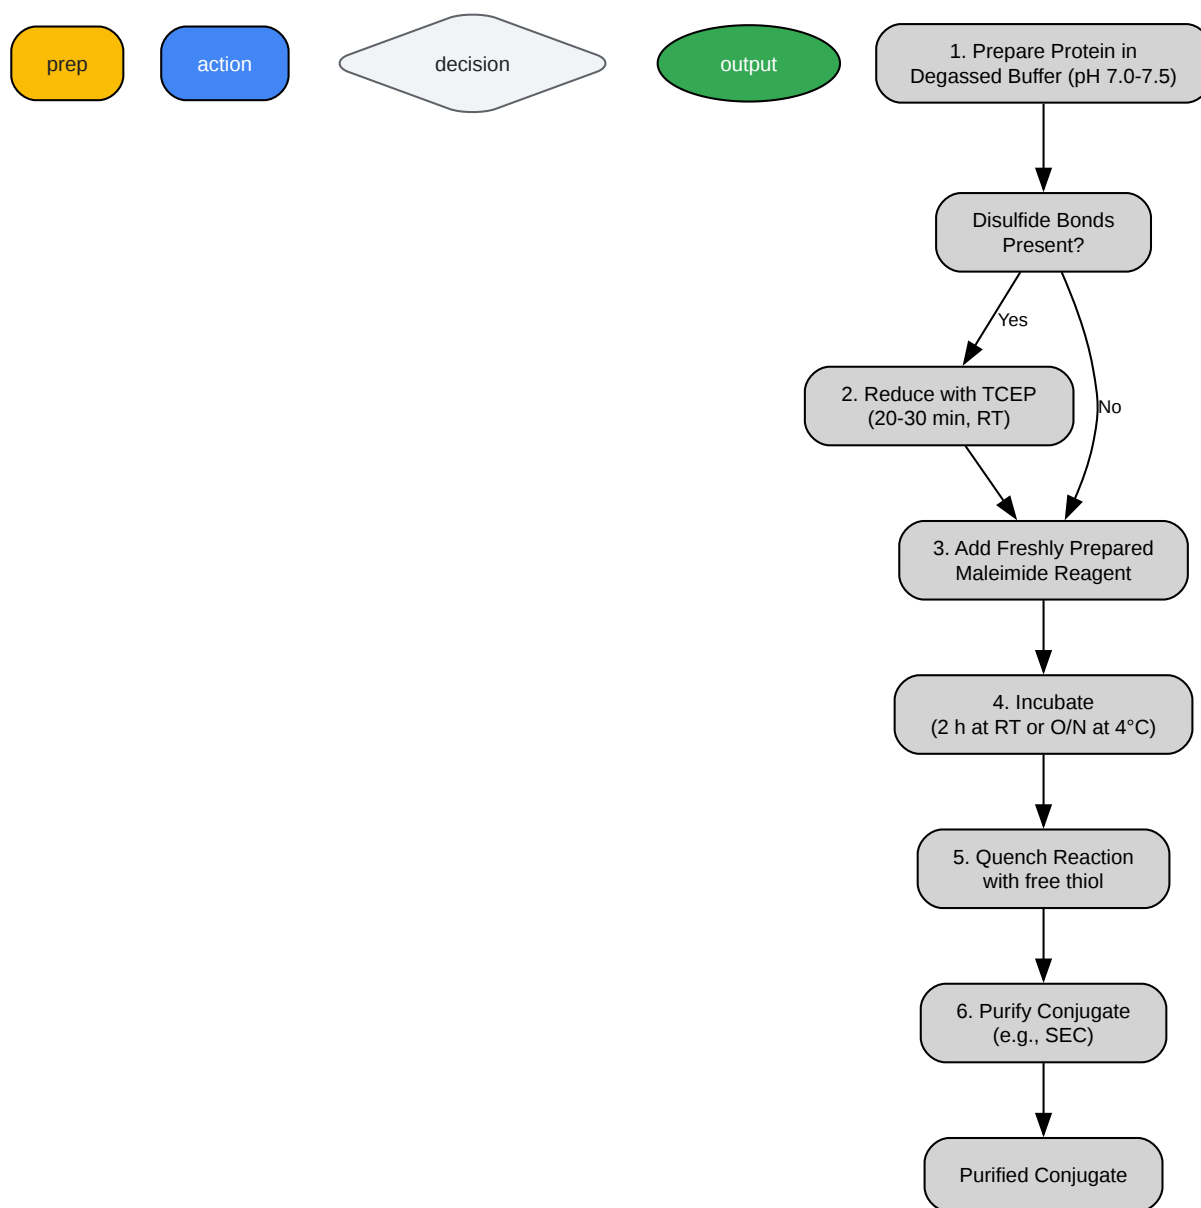 prep
action
decision
output
1. Prepare Protein in
Degassed Buffer (pH 7.0-7.5)
Disulfide Bonds
Present?
Yes
2. Reduce with TCEP
(20-30 min, RT)
No
3. Add Freshly Prepared
Maleimide Reagent
4. Incubate
(2 h at RT or O/N at 4°C)
5. Quench Reaction
with free thiol
6. Purify Conjugate
(e.g., SEC)
Purified Conjugate